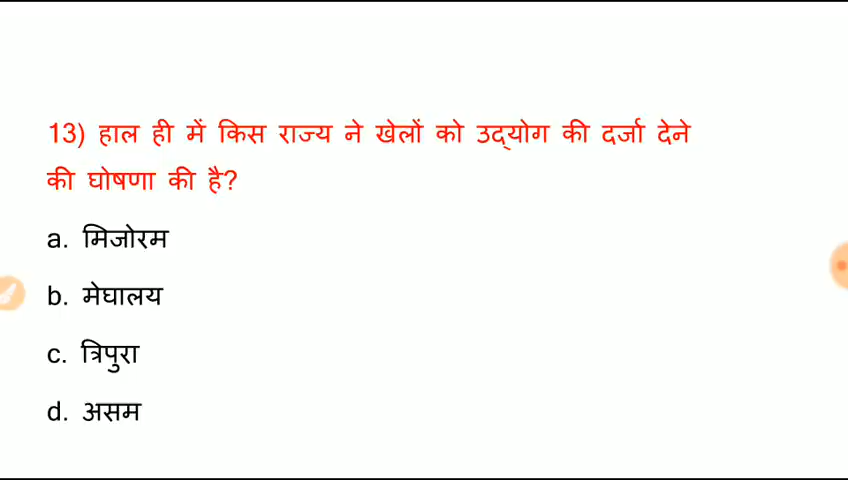 13) हाल ही में किस राज्य ने खेलों को उद्योग की दर्जा देने
की घोषणा की है?
a. मिजोरम
b. मेघालय
c. त्रिपुरा
d. असम